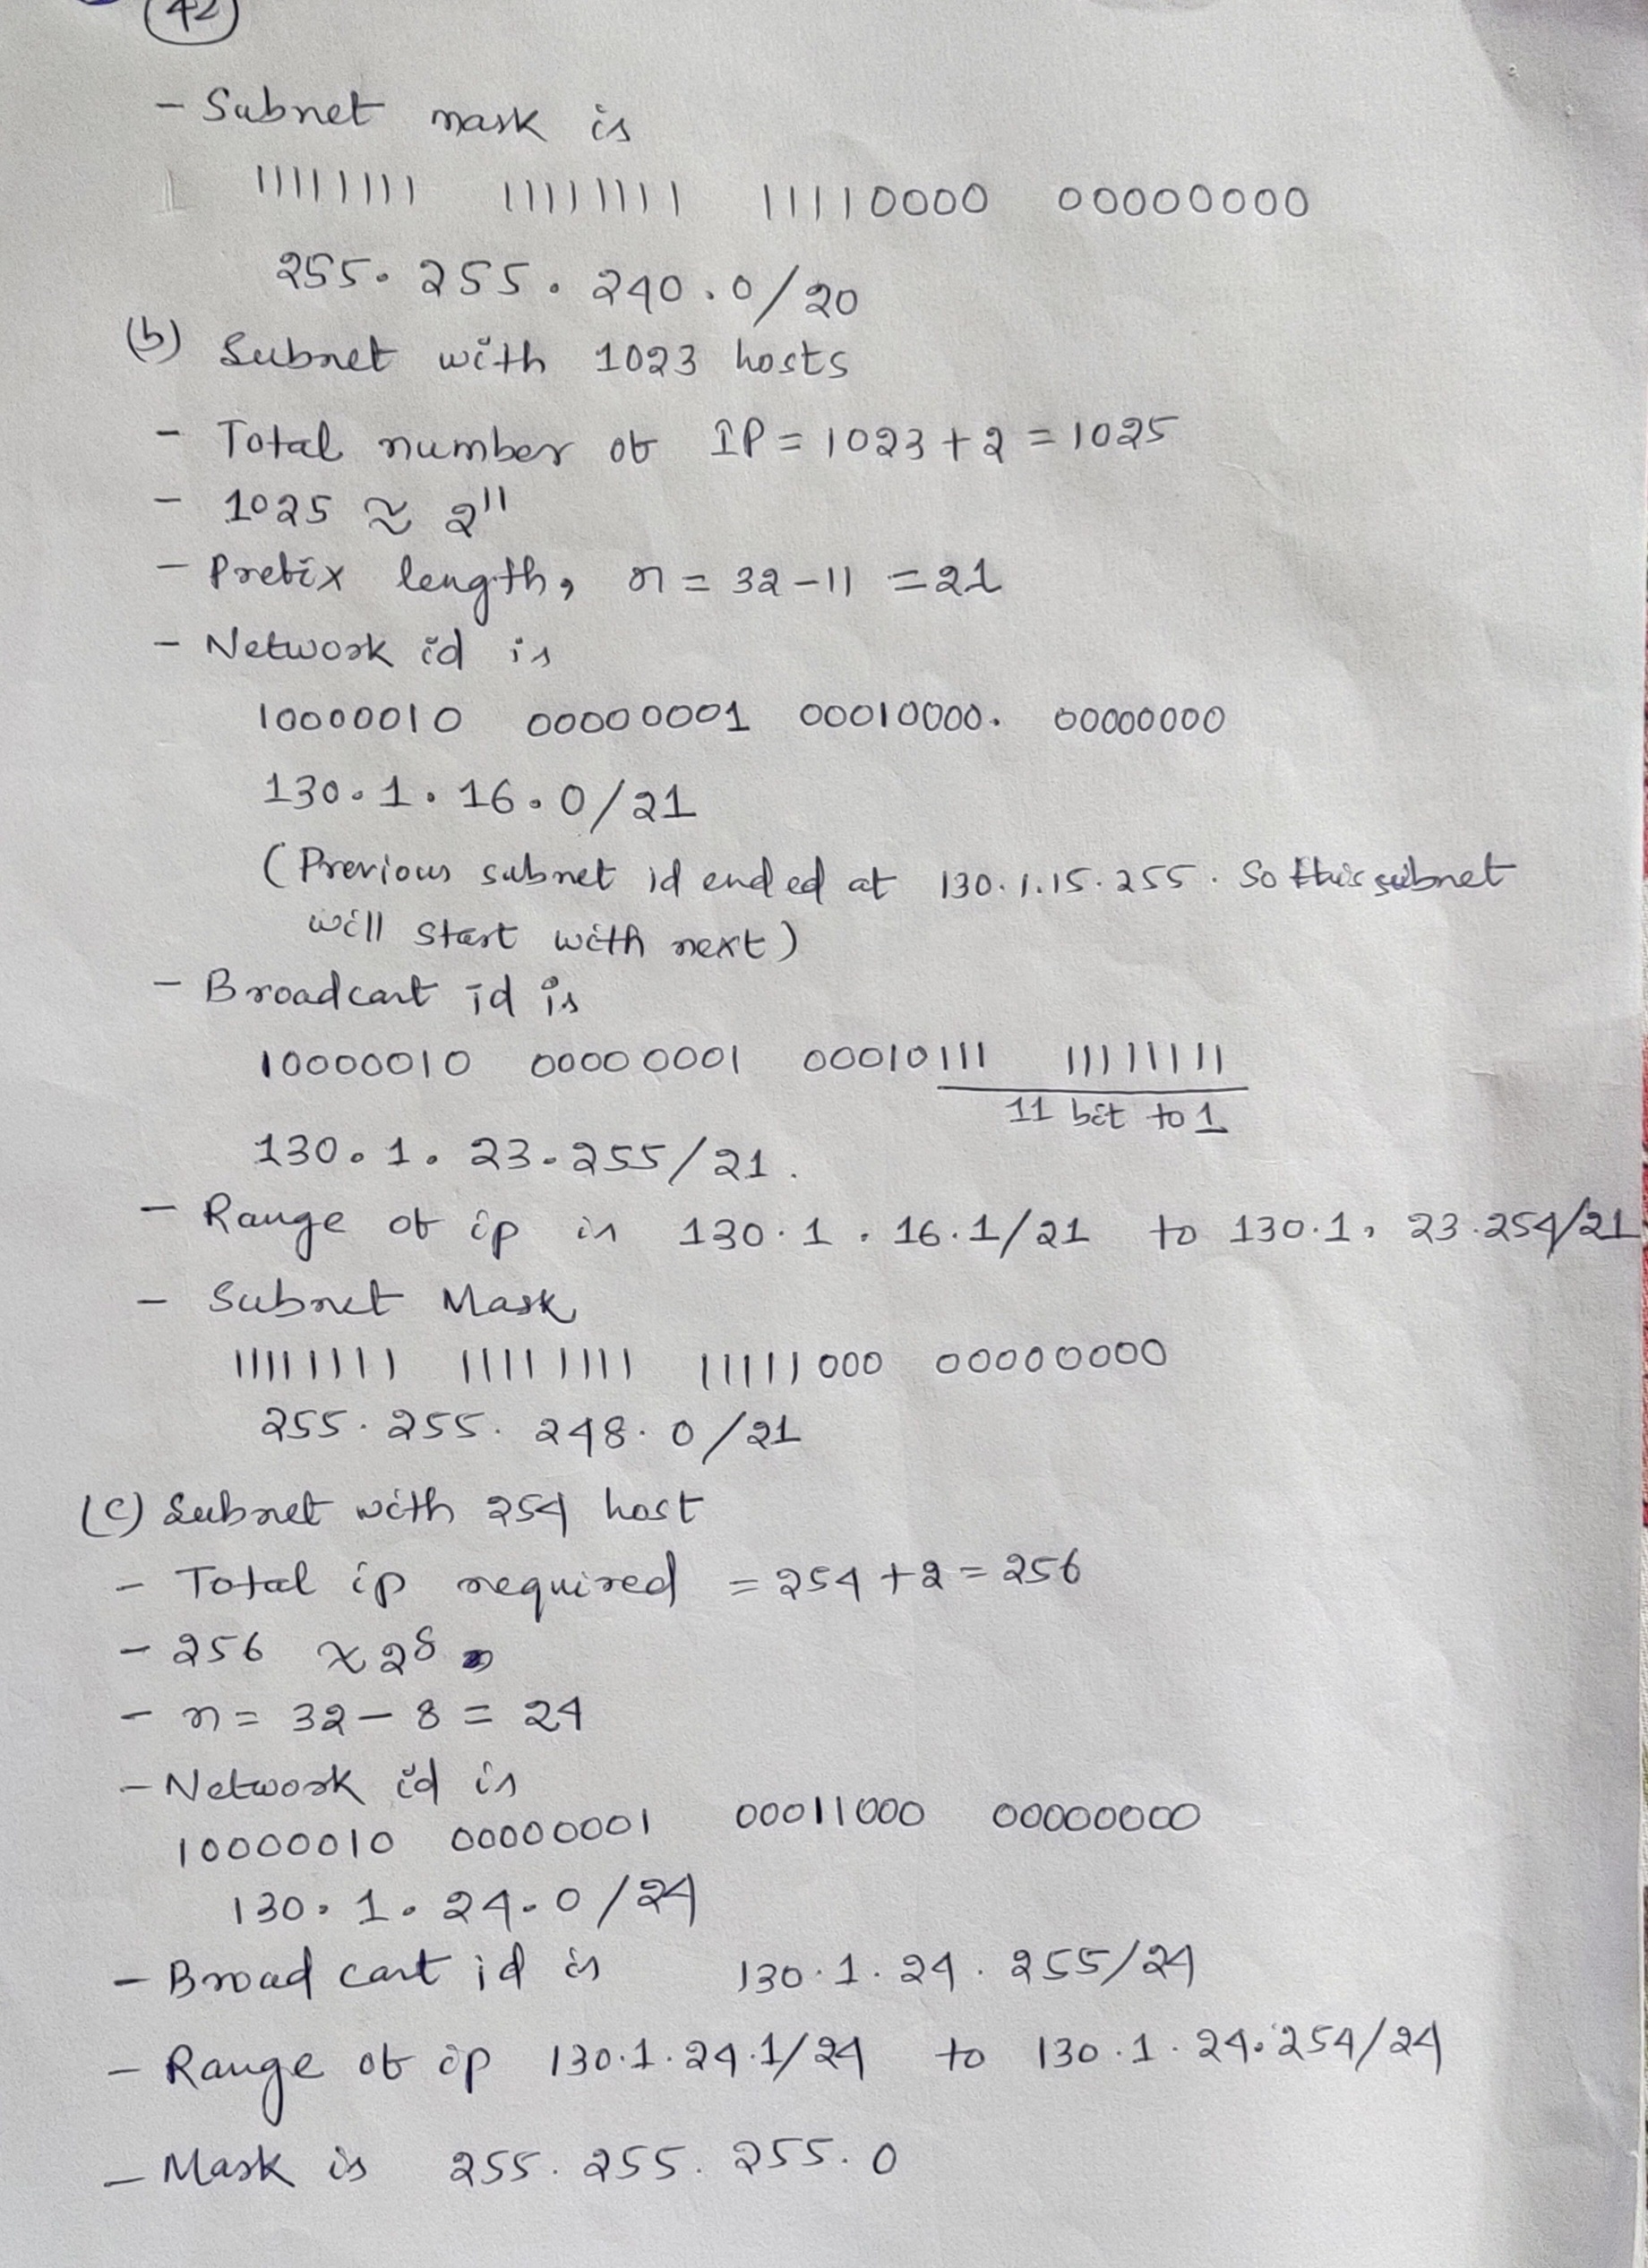 42
- Subnet mask is
11111111 11111111 11110000 00000000
255.255.240.0/20
(b) Subnet with 1023 hosts
- Total number of IP = 1023 + 2 = 1025
- 1025 ≈ 2^11
- Prefix length, n = 32 - 11 = 21
- Network id is
10000010 00000001 00010000. 00000000
130.1.16.0/21
(Previous subnet id ended at 130.1.15.255. So this subnet
will start with next)
- Broadcast id is
10000010 00000001 00010111 11111111
11 bit to 1
130.1.23.255/21.
- Range of ip is 130.1.16.1/21 to 130.1.23.254/21
- Subnet Mask
11111111 11111111 11111000 00000000
255.255.248.0/21
(c) Subnet with 254 host
- Total ip required = 254 + 2 = 256
- 256 ≈ 2^8
- n = 32 - 8 = 24
- Network id is
10000010 00000001 00011000 00000000
130.1.24.0/24
- Broad cast id is 130.1.24.255/24
- Range of ip 130.1.24.1/24 to 130.1.24.254/24
- Mask is 255.255.255.0